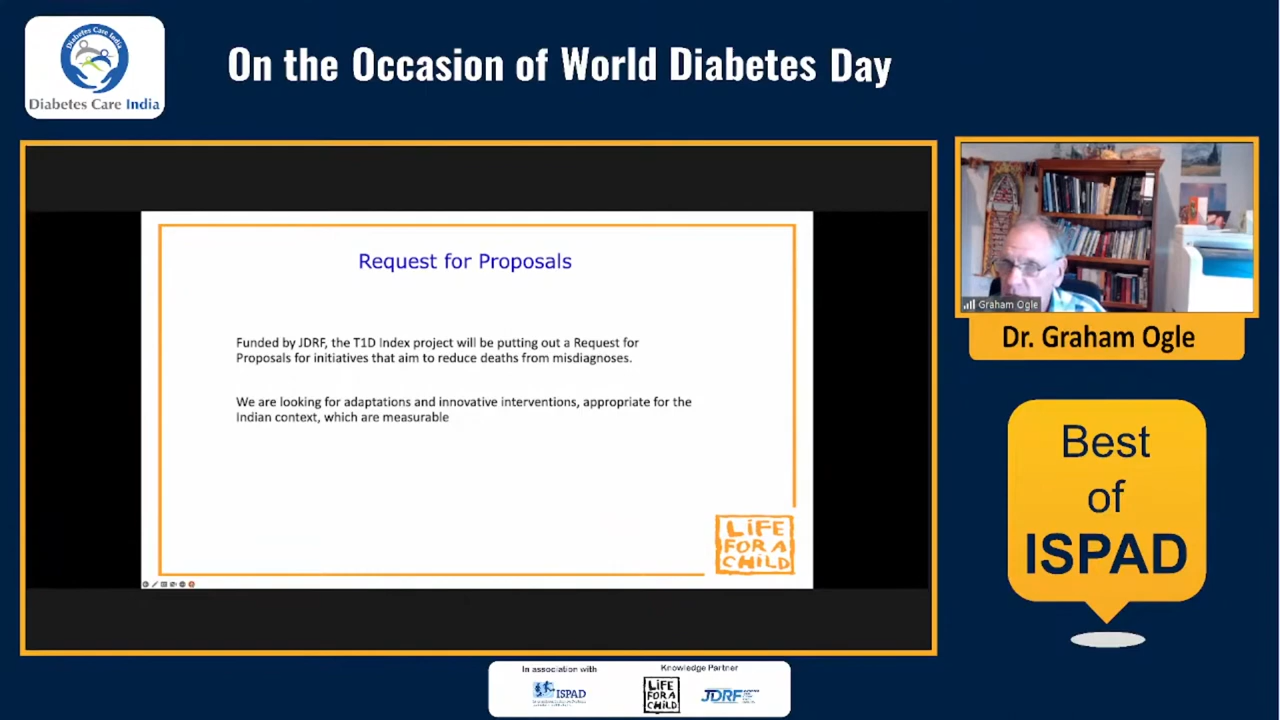 Diabetes Care India
Diabetes Care India
On the Occasion of World Diabetes Day
Request for Proposals
Funded by JDRF, the T1D Index project will be putting out a Request for
Proposals for initiatives that aim to reduce deaths from misdiagnoses.
We are looking for adaptations and innovative interventions, appropriate for the
Indian context, which are measurable
LiFE
FOR A
CHiLD
Graham Ogle
Dr. Graham Ogle
Best
of
ISPAD
In association with
ISPAD
Knowledge Partner
LiFE
FOR A
CHiLD
JDRF